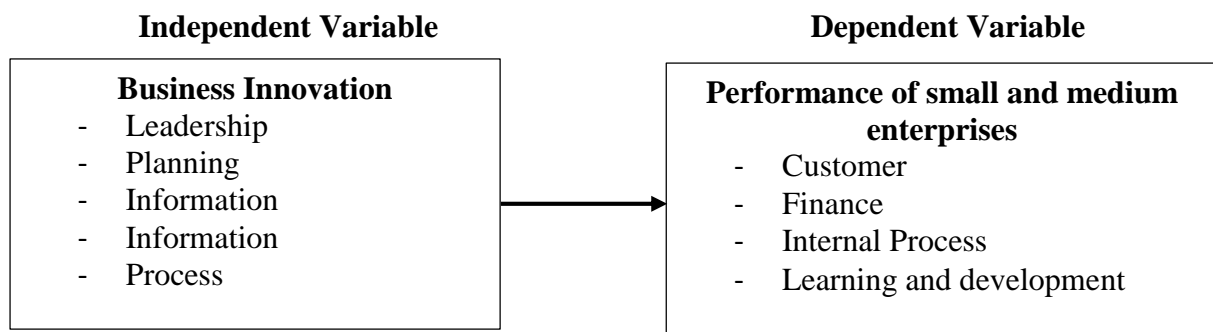 Independent Variable
Business Innovation
- Leadership
- Planning
- Information
- Information
- Process
Dependent Variable
Performance of small and medium
enterprises
- Customer
- Finance
- Internal Process
- Learning and development